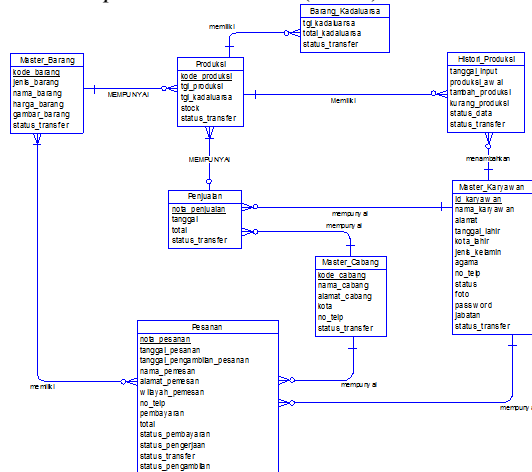 Barang_Kadaluarsa
tgl_kadaluarsa
total_kadaluarsa
status_transfer
memiliki
Master_Barang
kode_barang
jenis_barang
nama_barang
harga_barang
gambar_barang
status_transfer
MEMPUNYAI
Produksi
kode_produksi
tgl_produksi
tgl_kadaluarsa
stock
status_transfer
Memiliki
Histori_Produksi
tanggal_input
produksi_awal
tambah_produksi
kurang_produksi
status_data
status_transfer
MEMPUNYAI
menambahkan
Penjualan
nota_penjualan
tanggal
total
status_transfer
mempunyai
mempunyai
Master_Karyawan
id_karyawan
nama_karyawan
alamat
tanggal_lahir
kota_lahir
jenis_kelamin
agama
no_telp
status
foto
password
jabatan
status_transfer
Master_Cabang
kode_cabang
nama_cabang
alamat_cabang
kota
no_telp
status_transfer
Pesanan
nota_pesanan
tanggal_pesanan
tanggal_pengambilan_pesanan
nama_pemesan
alamat_pemesan
wilayah_pemesan
no_telp
pembayaran
total
status_pembayaran
status_pengerjaan
status_transfer
status_pengambilan
memiliki
mempunyai
mempunya